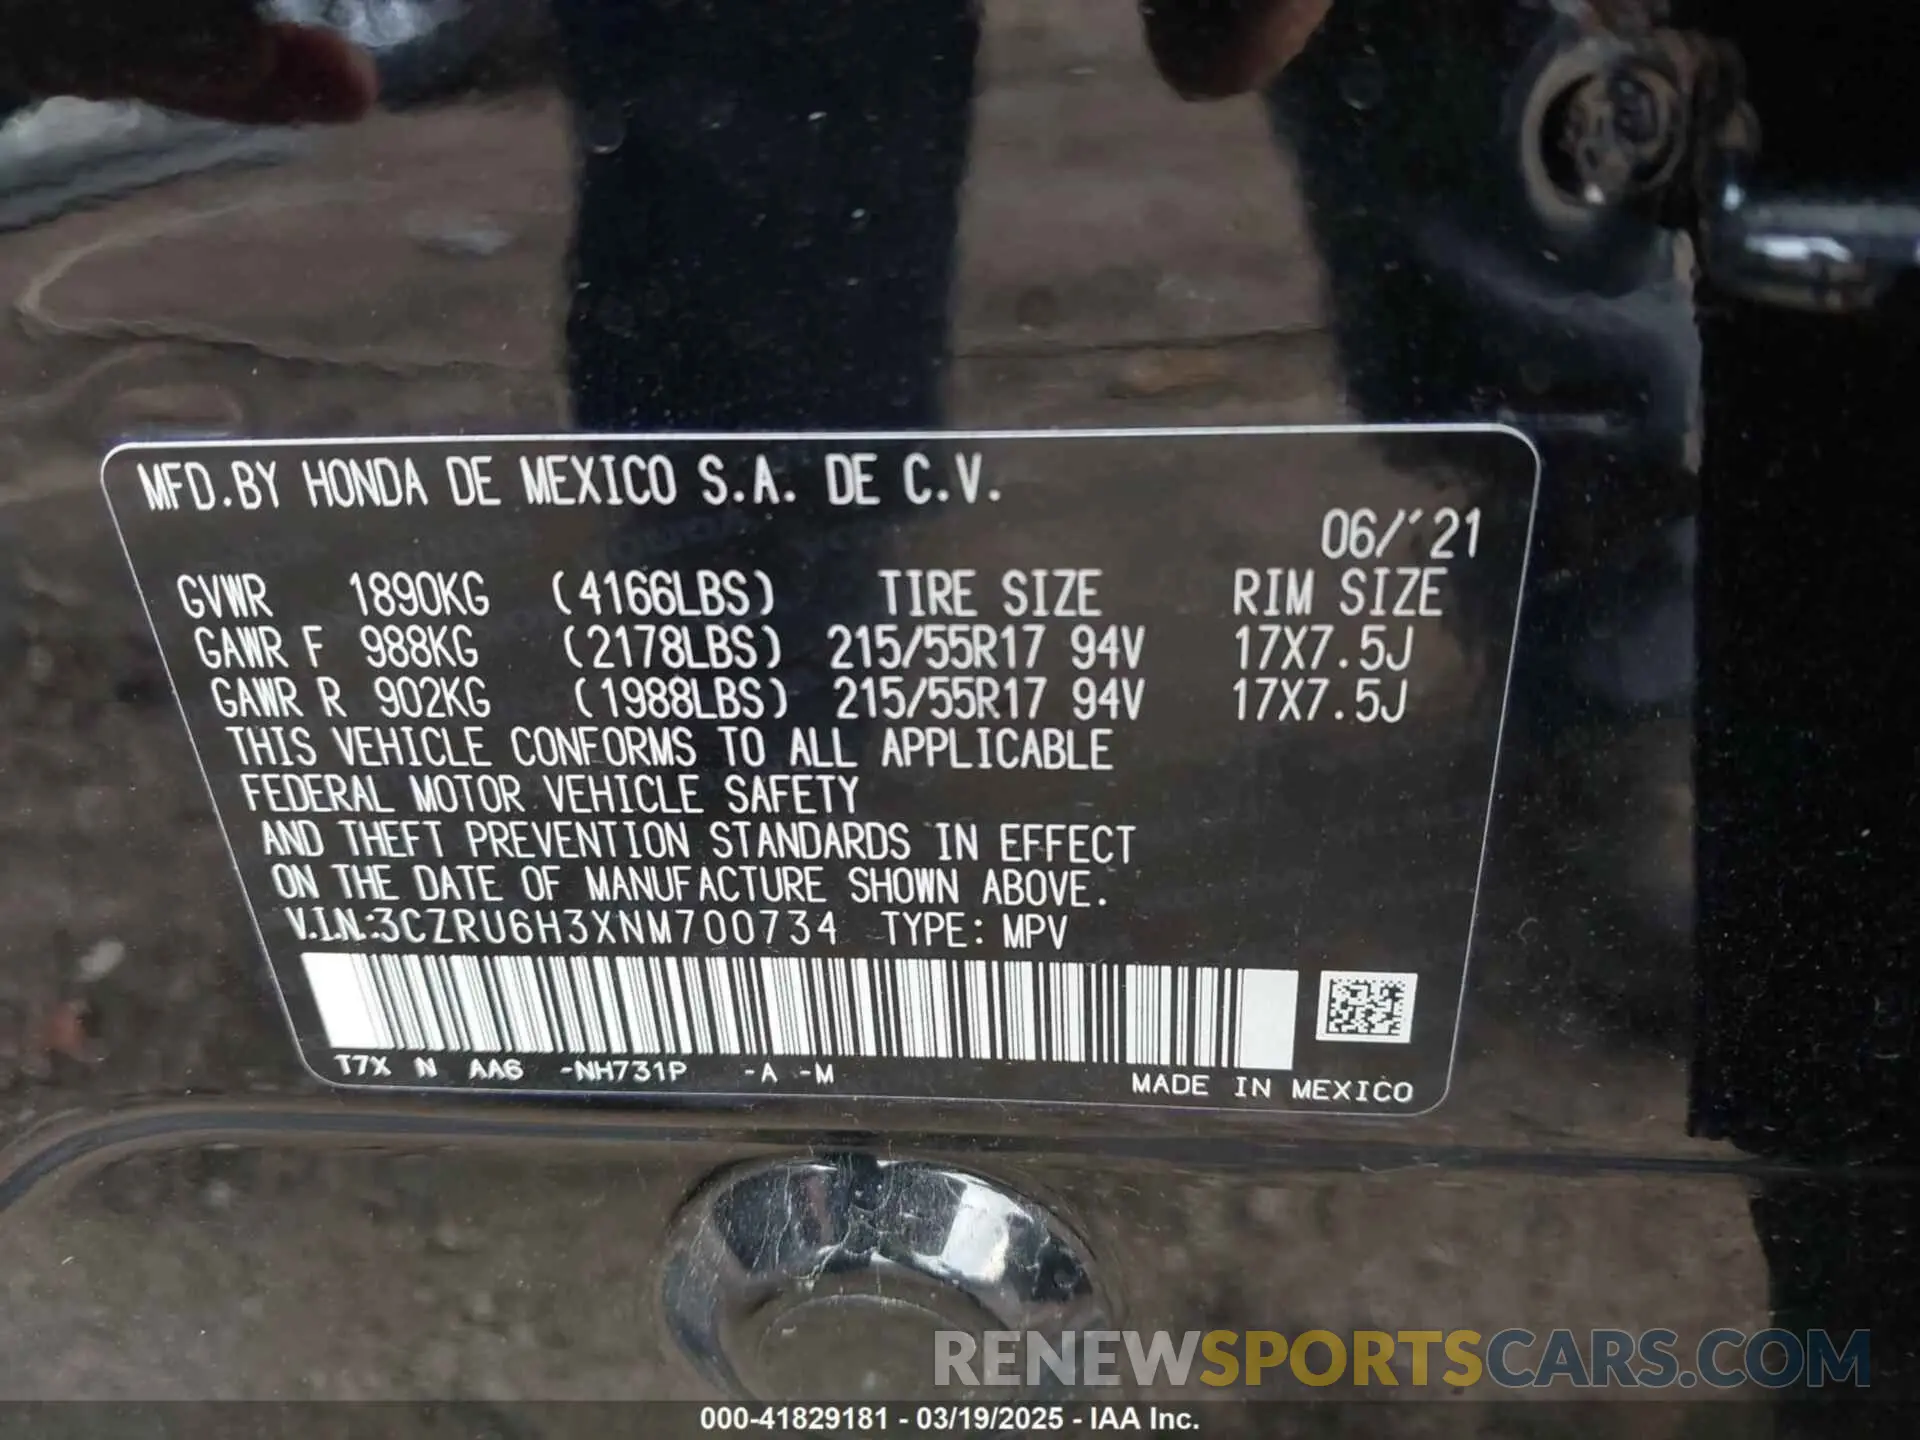 MFD.BY HONDA DE MEXICO S.A. DE C.V.
06/'21
GVWR 1890KG (4166LBS) TIRE SIZE RIM SIZE
GAWR F 988KG (2178LBS) 215/55R17 94V 17X7.5J
GAWR R 902KG (1988LBS) 215/55R17 94V 17X7.5J
THIS VEHICLE CONFORMS TO ALL APPLICABLE
FEDERAL MOTOR VEHICLE SAFETY
AND THEFT PREVENTION STANDARDS IN EFFECT
ON THE DATE OF MANUFACTURE SHOWN ABOVE.
V.I.N.:3CZRU6H3XNM700734 TYPE: MPV
T7X N AA6 -NH731P -A -M
MADE IN MEXICO
RENEWSPORTSCARS.COM
000-41829181 - 03/19/2025 - IAA Inc.